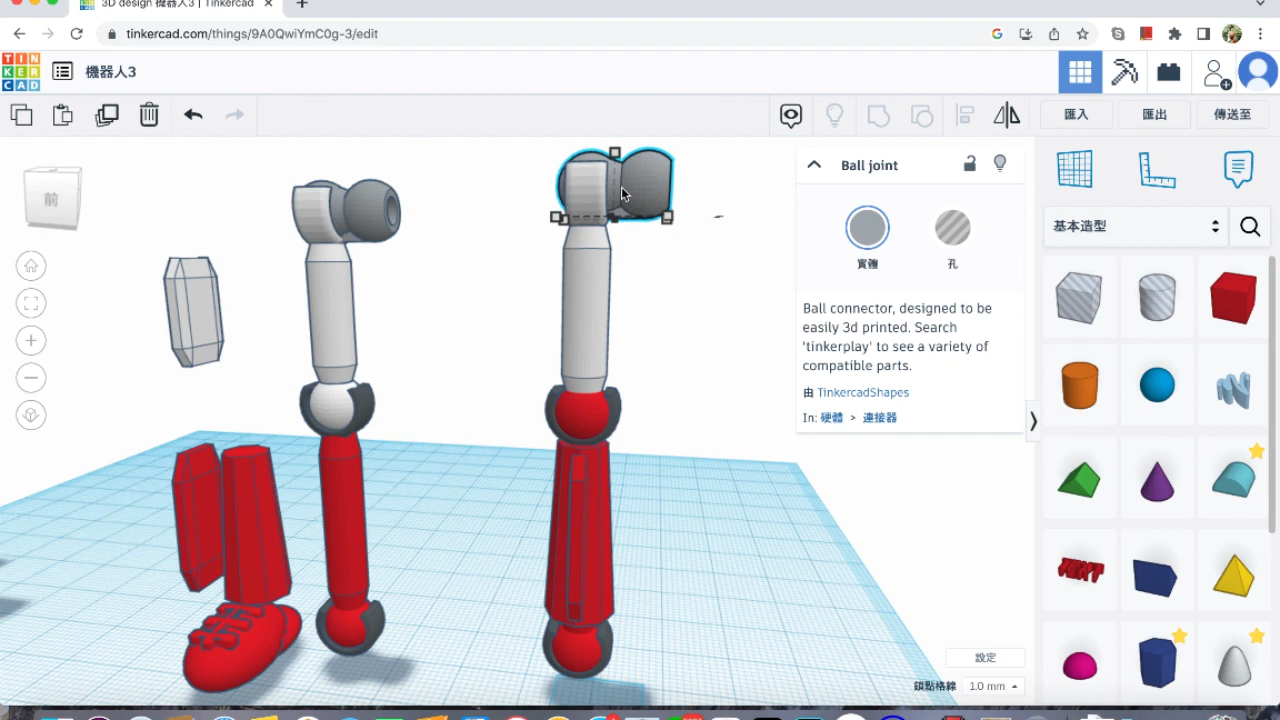 3D design 機器人3 | Tinkercad
tinkercad.com/things/9A0QwiYmC0g-3/edit
TIN
KER
CAD
機器人3
匯入
匯出
傳送至
前
Ball joint
實體
孔
Ball connector, designed to be
easily 3d printed. Search
'tinkerplay' to see a variety of
compatible parts.
由 TinkercadShapes
In: 硬體 > 連接器
基本造型
TEXT
設定
鎖點格線 1.0 mm